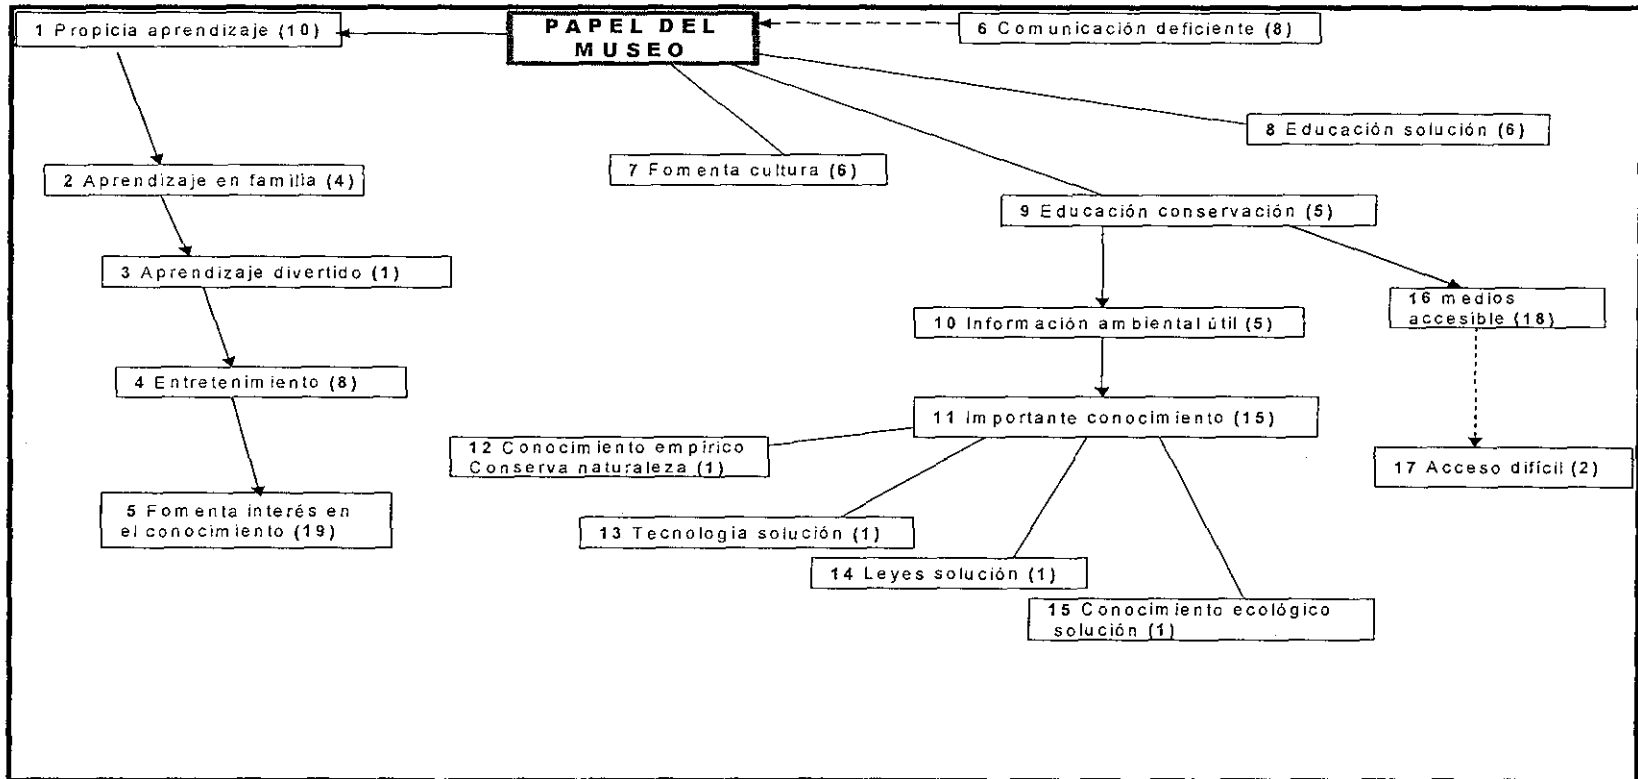 PAPEL DEL
MUSEO
1 Propicia aprendizaje (10)
6 Comunicación deficiente (8)
8 Educación solución (6)
7 Fomenta cultura (6)
2 Aprendizaje en familia (4)
9 Educación conservación (5)
3 Aprendizaje divertido (1)
16 medios
accesible (18)
10 Información ambiental útil (5)
4 Entretenimiento (8)
11 Importante conocimiento (15)
12 Conocimiento empírico
Conserva naturaleza (1)
17 Acceso difícil (2)
5 Fomenta interés en
el conocimiento (19)
13 Tecnologia solución (1)
14 Leyes solución (1)
15 Conocimiento ecológico
solución (1)